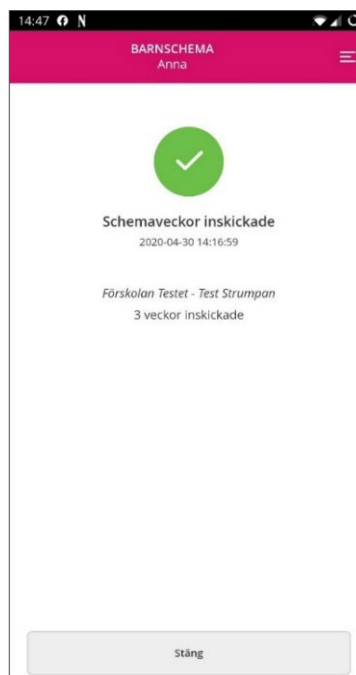 14:47
BARNSCHEMA
Anna
Schemaveckor inskickade
2020-04-30 14:16:59
Förskolan Testet - Test Strumpan
3 veckor inskickade
Stäng